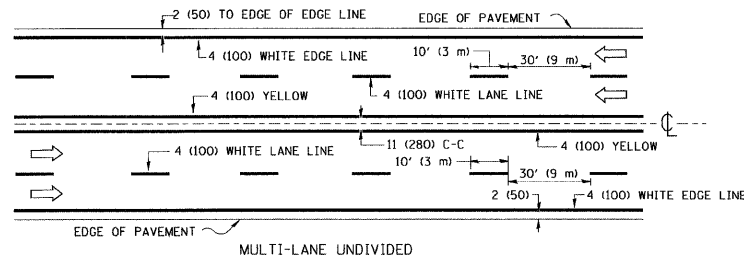 2 (50) TO EDGE OF EDGE LINE
EDGE OF PAVEMENT
4 (100) WHITE EDGE LINE
10' (3 m)
30' (9 m)
4 (100) WHITE LANE LINE
4 (100) YELLOW
℄
4 (100) WHITE LANE LINE
11 (280) C-C
4 (100) YELLOW
10' (3 m)
30' (9 m)
2 (50)
4 (100) WHITE EDGE LINE
EDGE OF PAVEMENT
MULTI-LANE UNDIVIDED